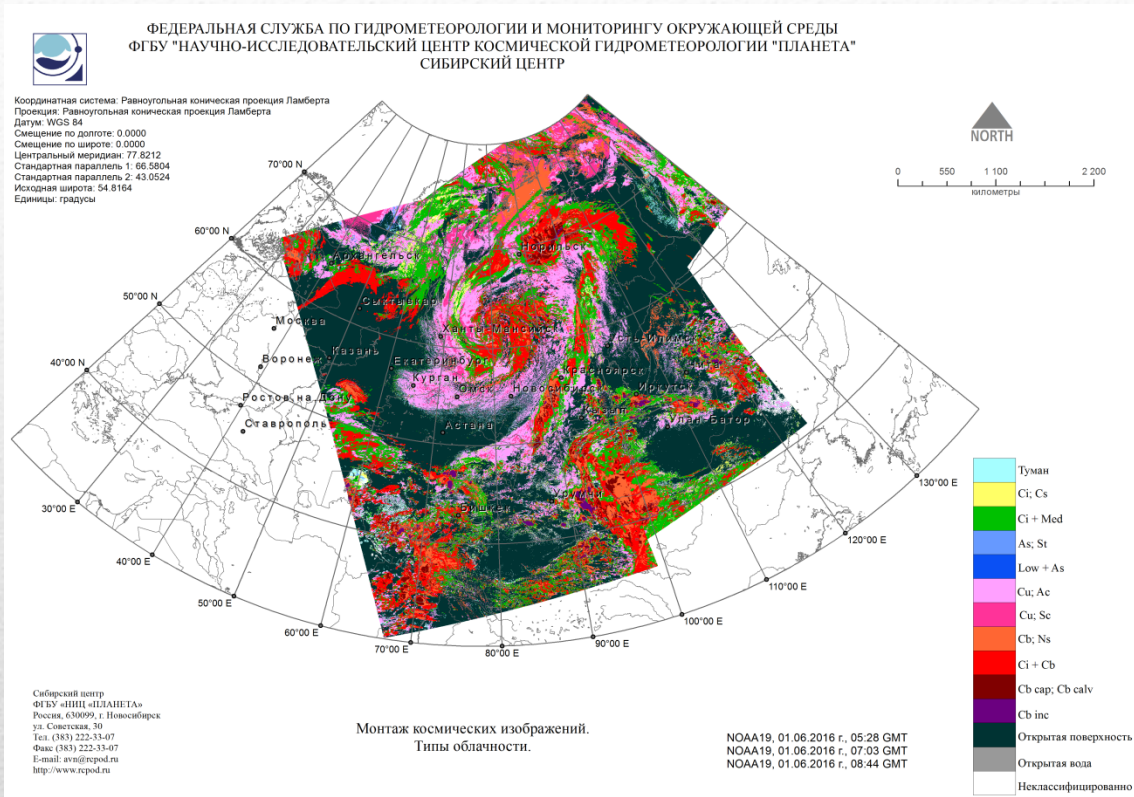 ФЕДЕРАЛЬНАЯ СЛУЖБА ПО ГИДРОМЕТЕОРОЛОГИИ И МОНИТОРИНГУ ОКРУЖАЮЩЕЙ СРЕДЫ
ФГБУ "НАУЧНО-ИССЛЕДОВАТЕЛЬСКИЙ ЦЕНТР КОСМИЧЕСКОЙ ГИДРОМЕТЕОРОЛОГИИ "ПЛАНЕТА"
СИБИРСКИЙ ЦЕНТР
Координатная система: Равноугольная коническая проекция Ламберта
Проекция: Равноугольная коническая проекция Ламберта
Датум: WGS 84
Смещение по долготе: 0.0000
Смещение по широте: 0.0000
Центральный меридиан: 77.8212
Стандартная параллель 1: 66.5804
Стандартная параллель 2: 43.0524
Исходная широта: 54.8164
Единицы: градусы
NORTH
0 550 1 100 2 200
километры
70°00' N
60°00' N
50°00' N
40°00' N
30°00' E
40°00' E
50°00' E
60°00' E
70°00' E
80°00' E
90°00' E
100°00' E
110°00' E
120°00' E
130°00' E
Норильск
Архангельск
Сыктывкар
Москва
Ханты-Мансийск
Усть-Илимск
Воронеж
Казань
Екатеринбург
Чита
Курган
Красноярск
Омск
Новосибирск
Иркутск
Ростов на Дону
Кызыл
Ставрополь
Астана
Улан-Батор
Урумчи
Бишкек
Туман
Ci; Cs
Ci + Med
As; St
Low + As
Cu; Ac
Cu; Sc
Cb; Ns
Ci + Cb
Cb cap; Cb calv
Cb inc
Открытая поверхность
Открытая вода
Неклассифицированно
Сибирский центр
ФГБУ «НИЦ «ПЛАНЕТА»
Россия, 630099, г. Новосибирск
ул. Советская, 30
Тел. (383) 222-33-07
Факс (383) 222-33-07
E-mail: avn@rcpod.ru
http://www.rcpod.ru
Монтаж космических изображений.
Типы облачности.
NOAA19, 01.06.2016 г., 05:28 GMT
NOAA19, 01.06.2016 г., 07:03 GMT
NOAA19, 01.06.2016 г., 08:44 GMT